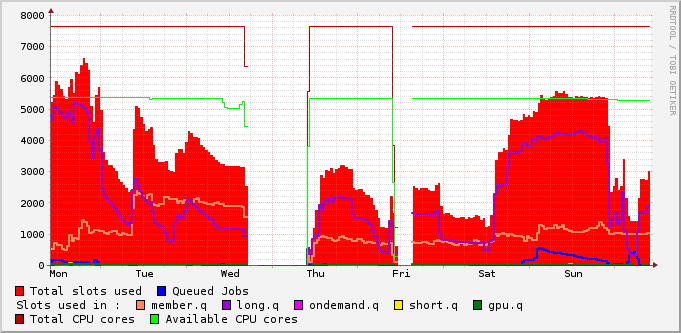 RRDTOOL / TOBI OETIKER
8000
7000
6000
5000
4000
3000
2000
1000
0
Mon Tue Wed Thu Fri Sat Sun
Total slots used Queued Jobs
Slots used in : member.q long.q ondemand.q short.q gpu.q
Total CPU cores Available CPU cores